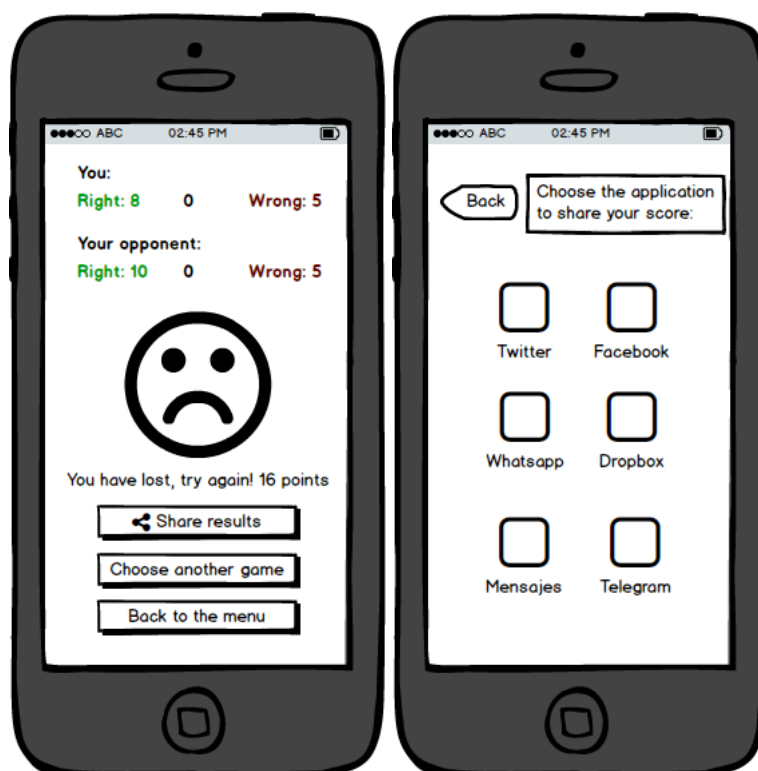 ABC 02:45 PM
You:
Right: 8 0 Wrong: 5
Your opponent:
Right: 10 0 Wrong: 5
You have lost, try again! 16 points
Share results
Choose another game
Back to the menu
ABC 02:45 PM
Back
Choose the application
to share your score:
Twitter Facebook
Whatsapp Dropbox
Mensajes Telegram